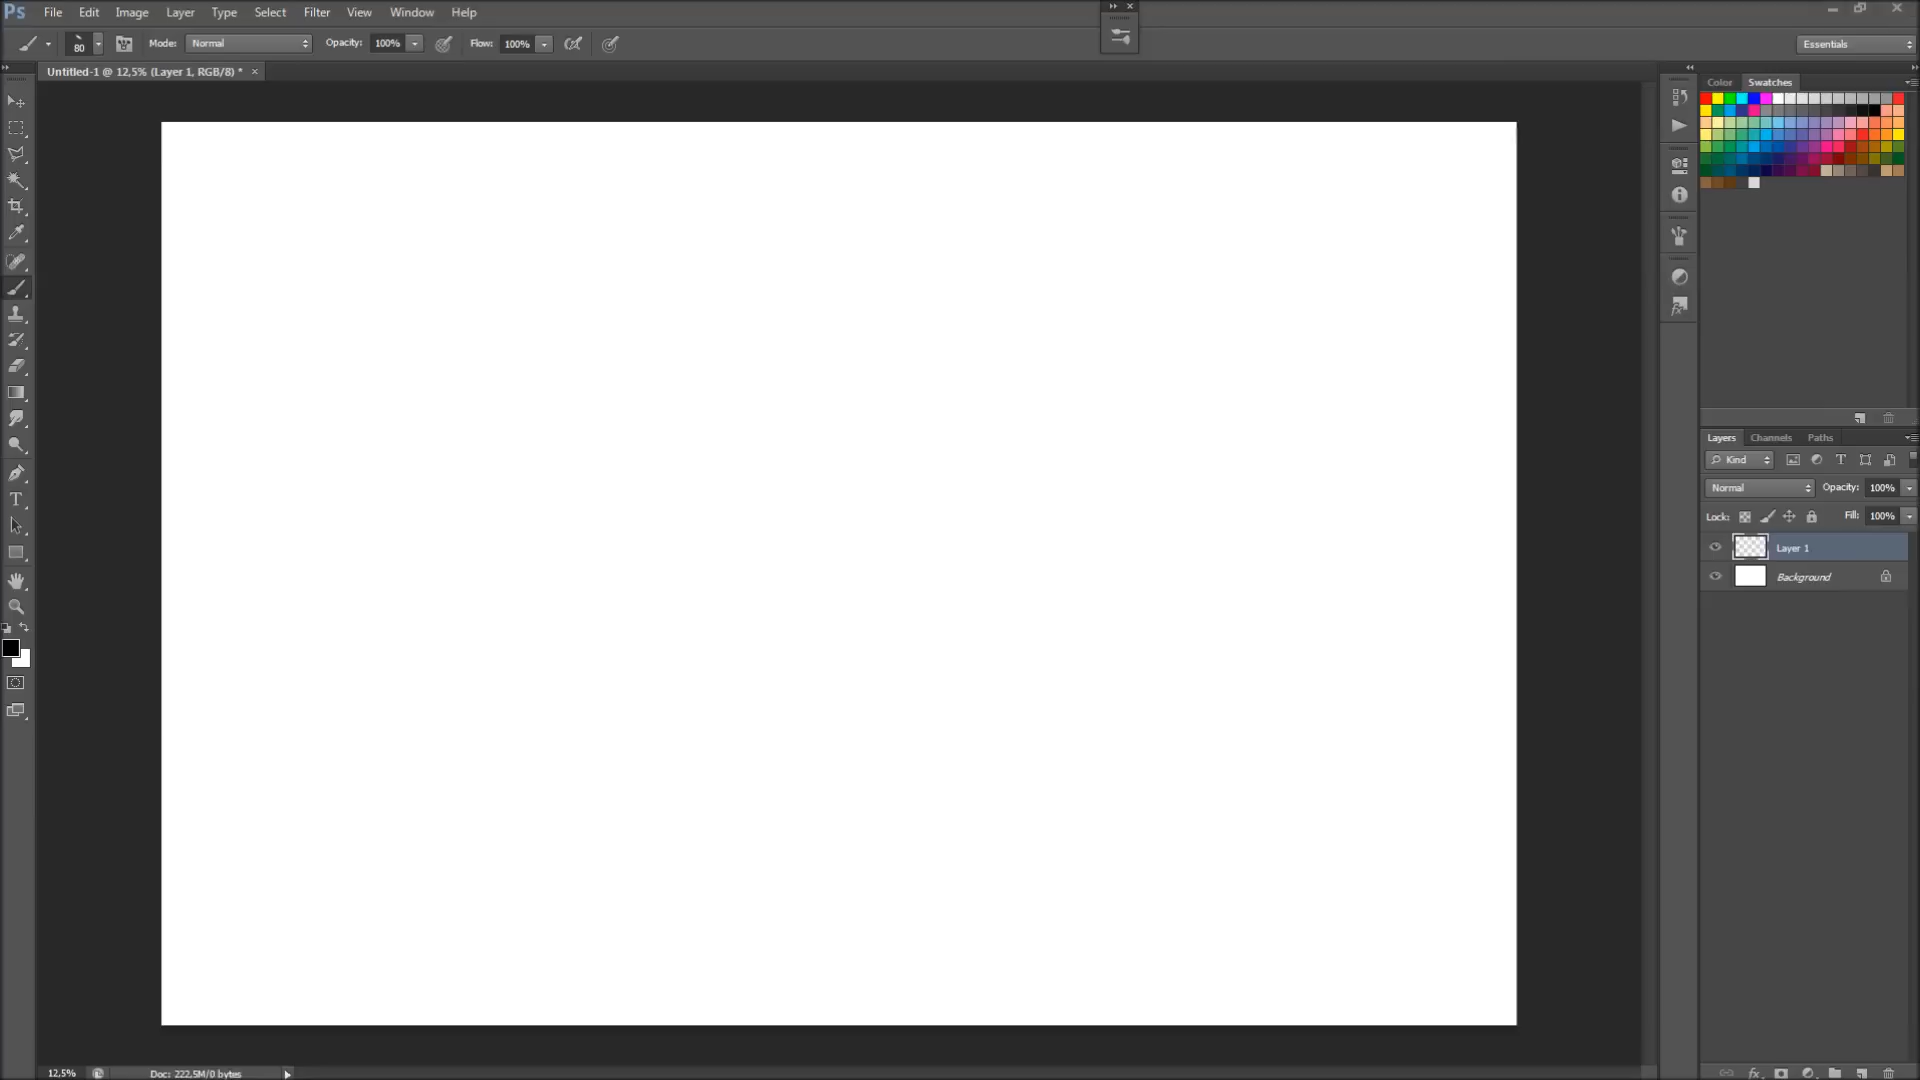 Ps File Edit Image Layer Type Select Filter View Window Help
80 Mode: Normal Opacity: 100% Flow: 100% Essentials
Untitled-1 @ 12,5% (Layer 1, RGB/8) *
Color Swatches
Layers Channels Paths
Kind
Normal Opacity: 100%
Lock: Fill: 100%
Layer 1
Background
12,5% Doc: 222,5M/0 bytes